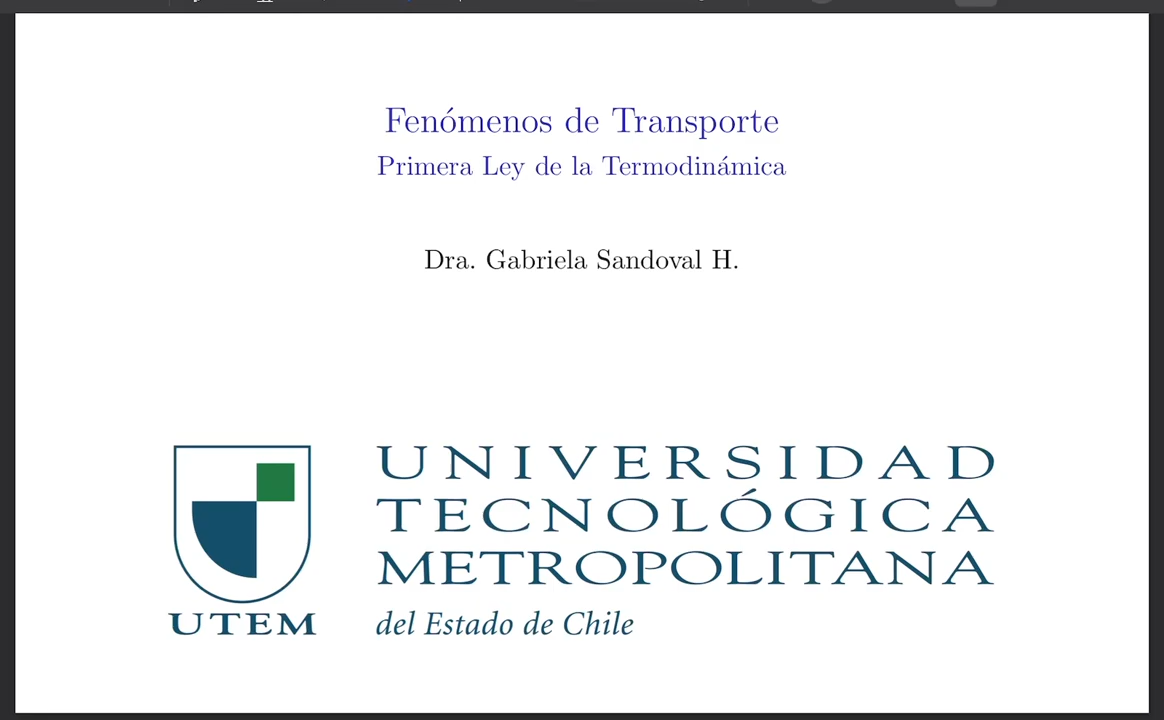 Fenómenos de Transporte
Primera Ley de la Termodinámica
Dra. Gabriela Sandoval H.
UNIVERSIDAD
TECNOLÓGICA
METROPOLITANA
UTEM
del Estado de Chile